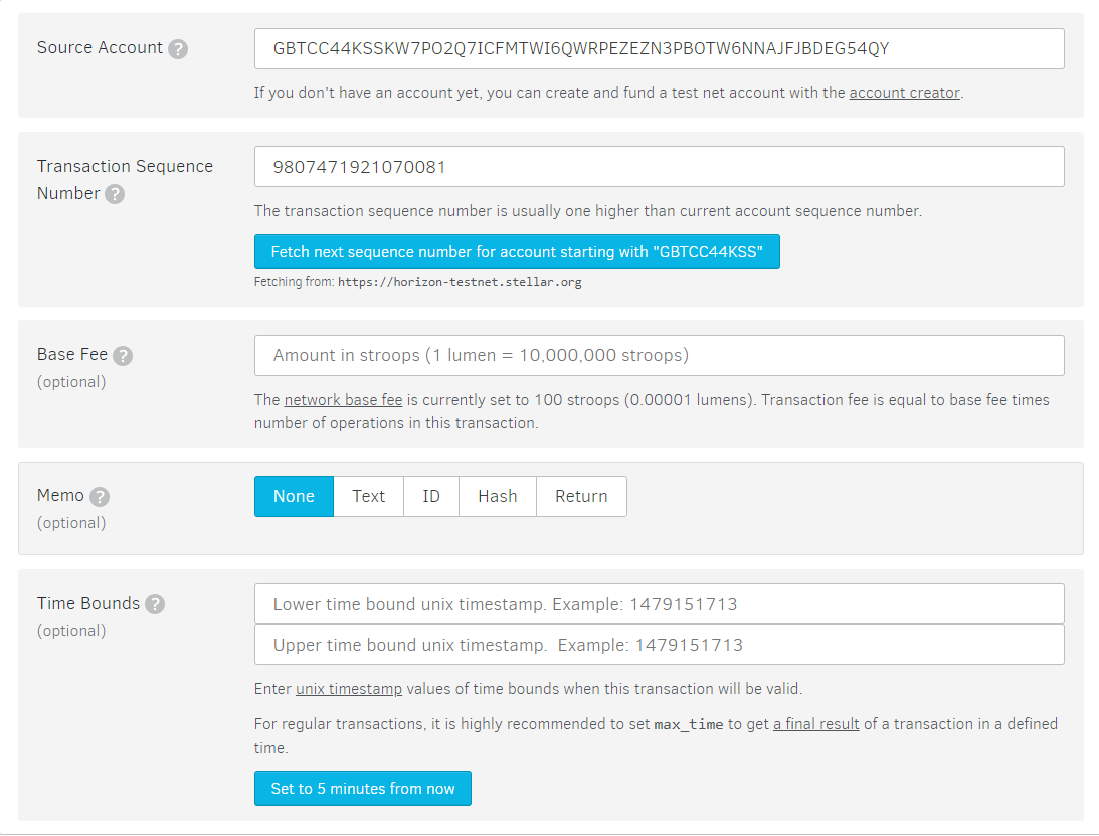 Source Account ?
GBTCC44KSSKW7PO2Q7ICFMTWI6QWRPEZEZN3PBOTW6NNAJFJBDEG54QY
If you don't have an account yet, you can create and fund a test net account with the account creator.
Transaction Sequence
Number ?
9807471921070081
The transaction sequence number is usually one higher than current account sequence number.
Fetch next sequence number for account starting with "GBTCC44KSS"
Fetching from: https://horizon-testnet.stellar.org
Base Fee ?
(optional)
Amount in stroops (1 lumen = 10,000,000 stroops)
The network base fee is currently set to 100 stroops (0.00001 lumens). Transaction fee is equal to base fee times
number of operations in this transaction.
Memo ?
(optional)
None Text ID Hash Return
Time Bounds ?
(optional)
Lower time bound unix timestamp. Example: 1479151713
Upper time bound unix timestamp. Example: 1479151713
Enter unix timestamp values of time bounds when this transaction will be valid.
For regular transactions, it is highly recommended to set max_time to get a final result of a transaction in a defined
time.
Set to 5 minutes from now